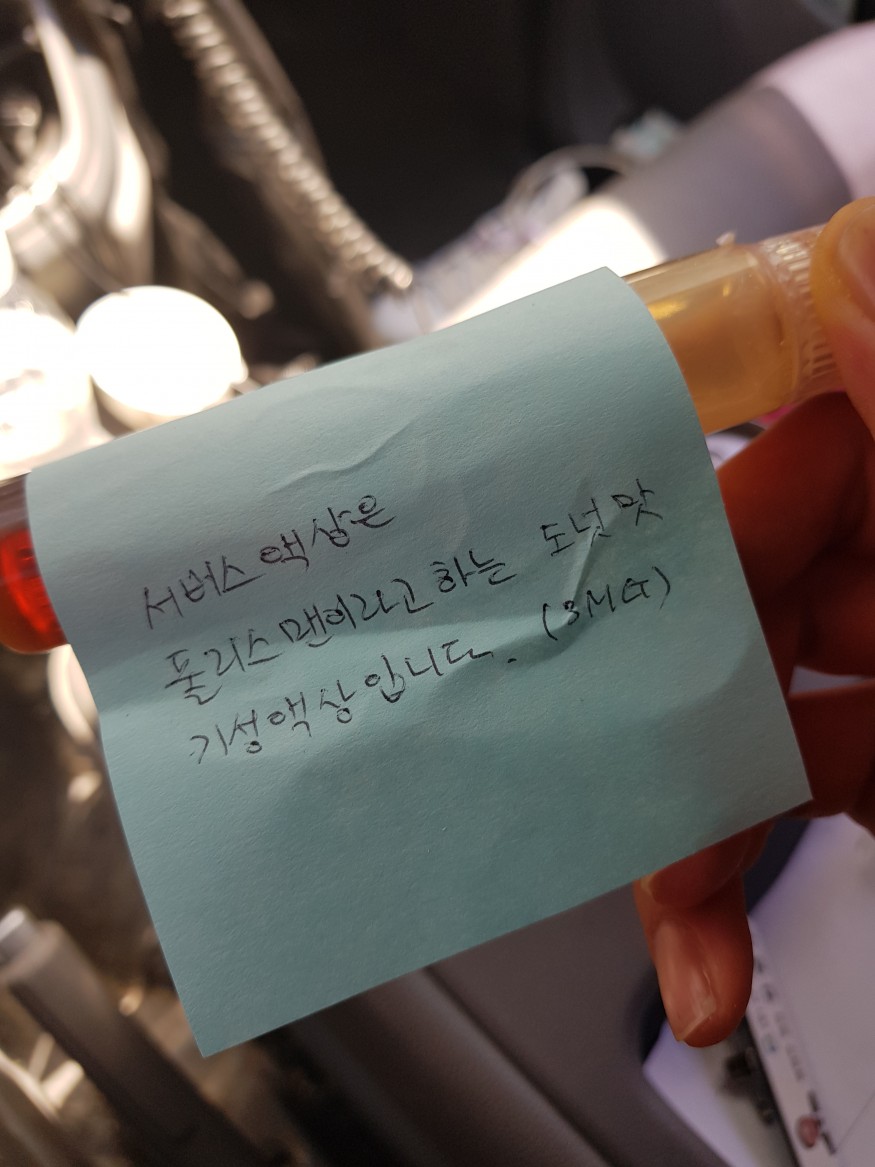 서버스 액상은
폴리스맨이라고 하는 도넛 맛
기성액상 입니다. (3MG)